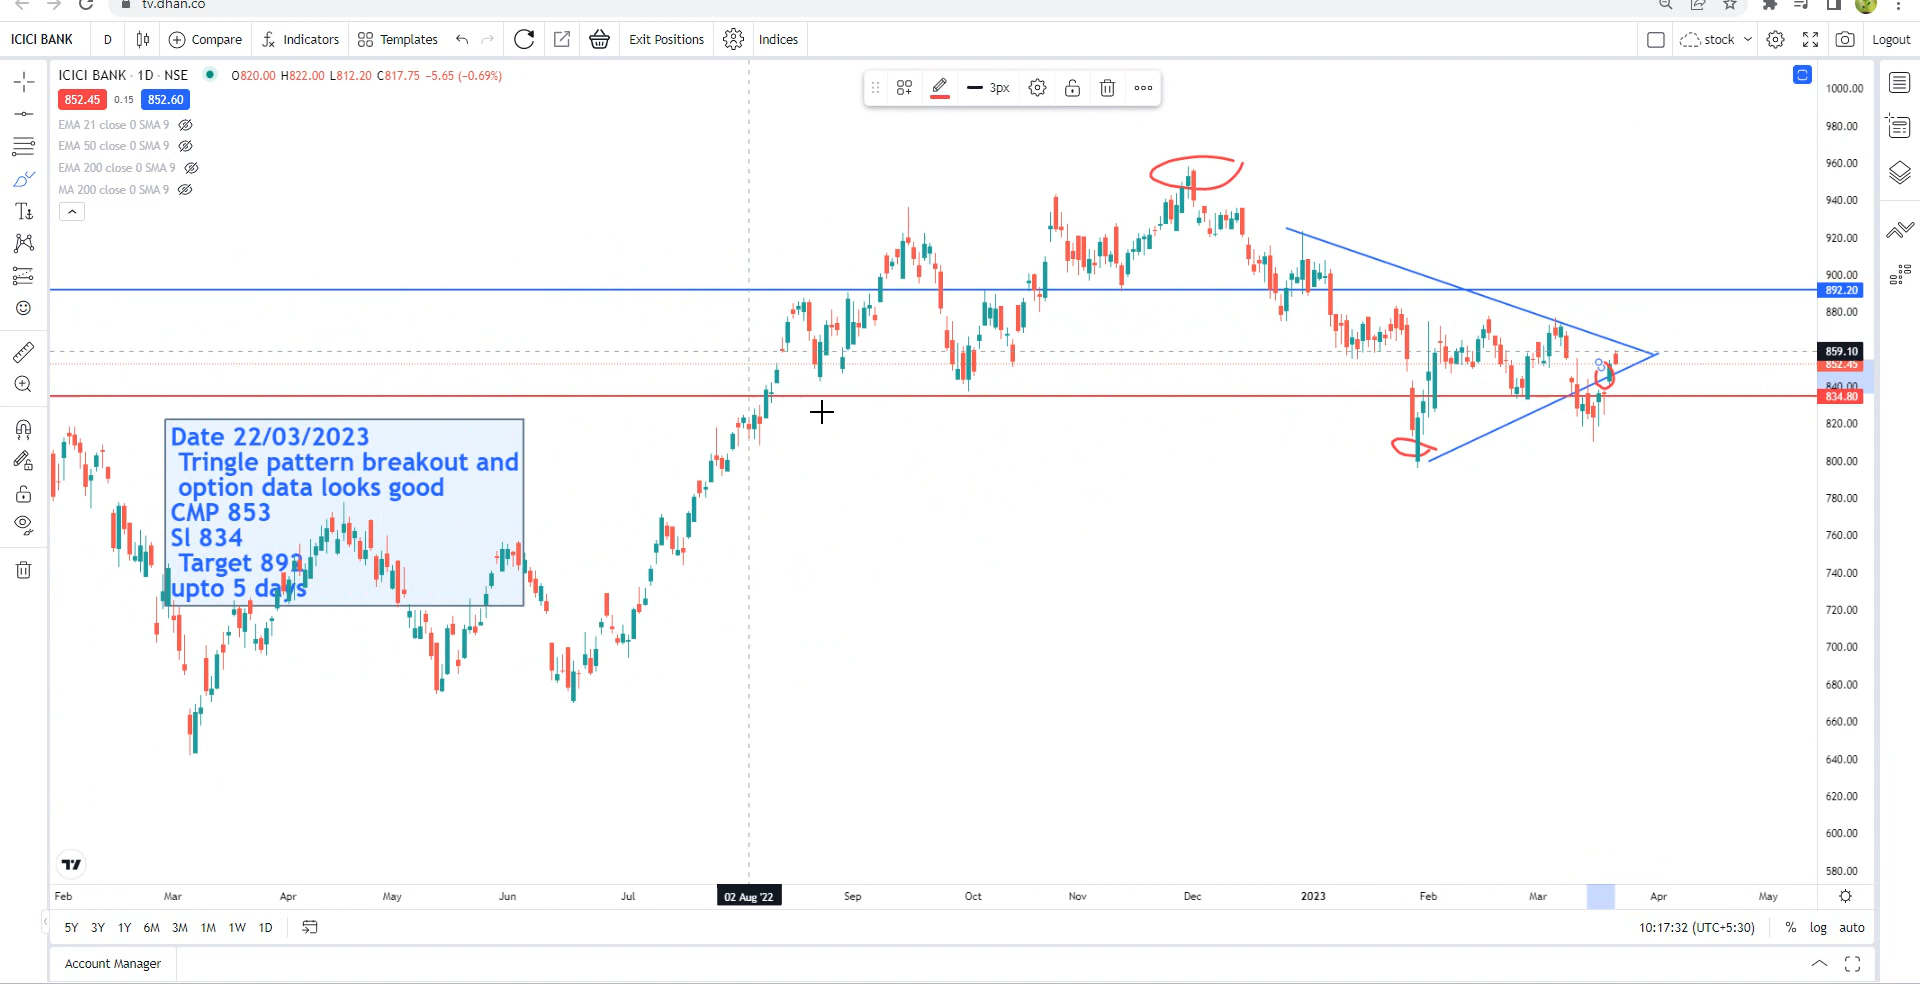 tv.dhan.co
ICICI BANK D Compare Indicators Templates Exit Positions Indices stock Logout
ICICI BANK · 1D · NSE O820.00 H822.00 L812.20 C817.75 −5.65 (−0.69%)
852.45 0.15 852.60
EMA 21 close 0 SMA 9
EMA 50 close 0 SMA 9
EMA 200 close 0 SMA 9
MA 200 close 0 SMA 9
3px
Date 22/03/2023
Tringle pattern breakout and
option data looks good
CMP 853
Sl 834
Target 892
upto 5 days
1000.00
980.00
960.00
940.00
920.00
900.00
892.20
880.00
859.10
852.45
840.00
834.80
820.00
800.00
780.00
760.00
740.00
720.00
700.00
680.00
660.00
640.00
620.00
600.00
580.00
Feb Mar Apr May Jun Jul 02 Aug '22 Sep Oct Nov Dec 2023 Feb Mar Apr May
5Y 3Y 1Y 6M 3M 1M 1W 1D 10:17:32 (UTC+5:30) % log auto
Account Manager